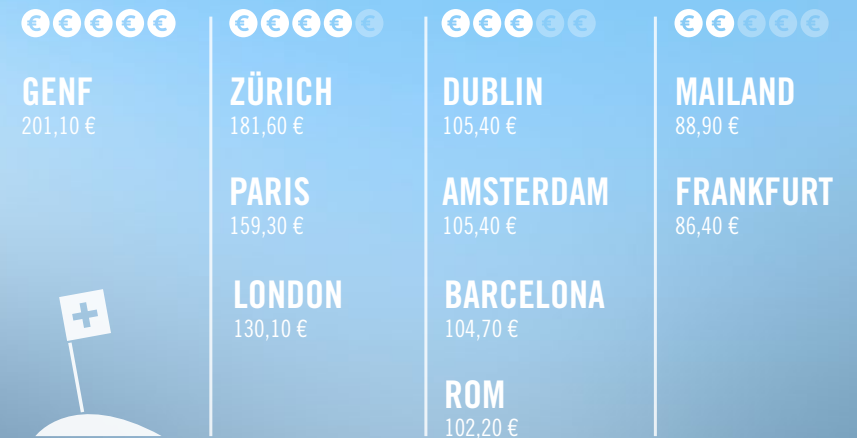 € € € € €
GENF
201,10 €
€ € € € €
ZÜRICH
181,60 €
PARIS
159,30 €
LONDON
130,10 €
€ € € € €
DUBLIN
105,40 €
AMSTERDAM
105,40 €
BARCELONA
104,70 €
ROM
102,20 €
€ € € € €
MAILAND
88,90 €
FRANKFURT
86,40 €